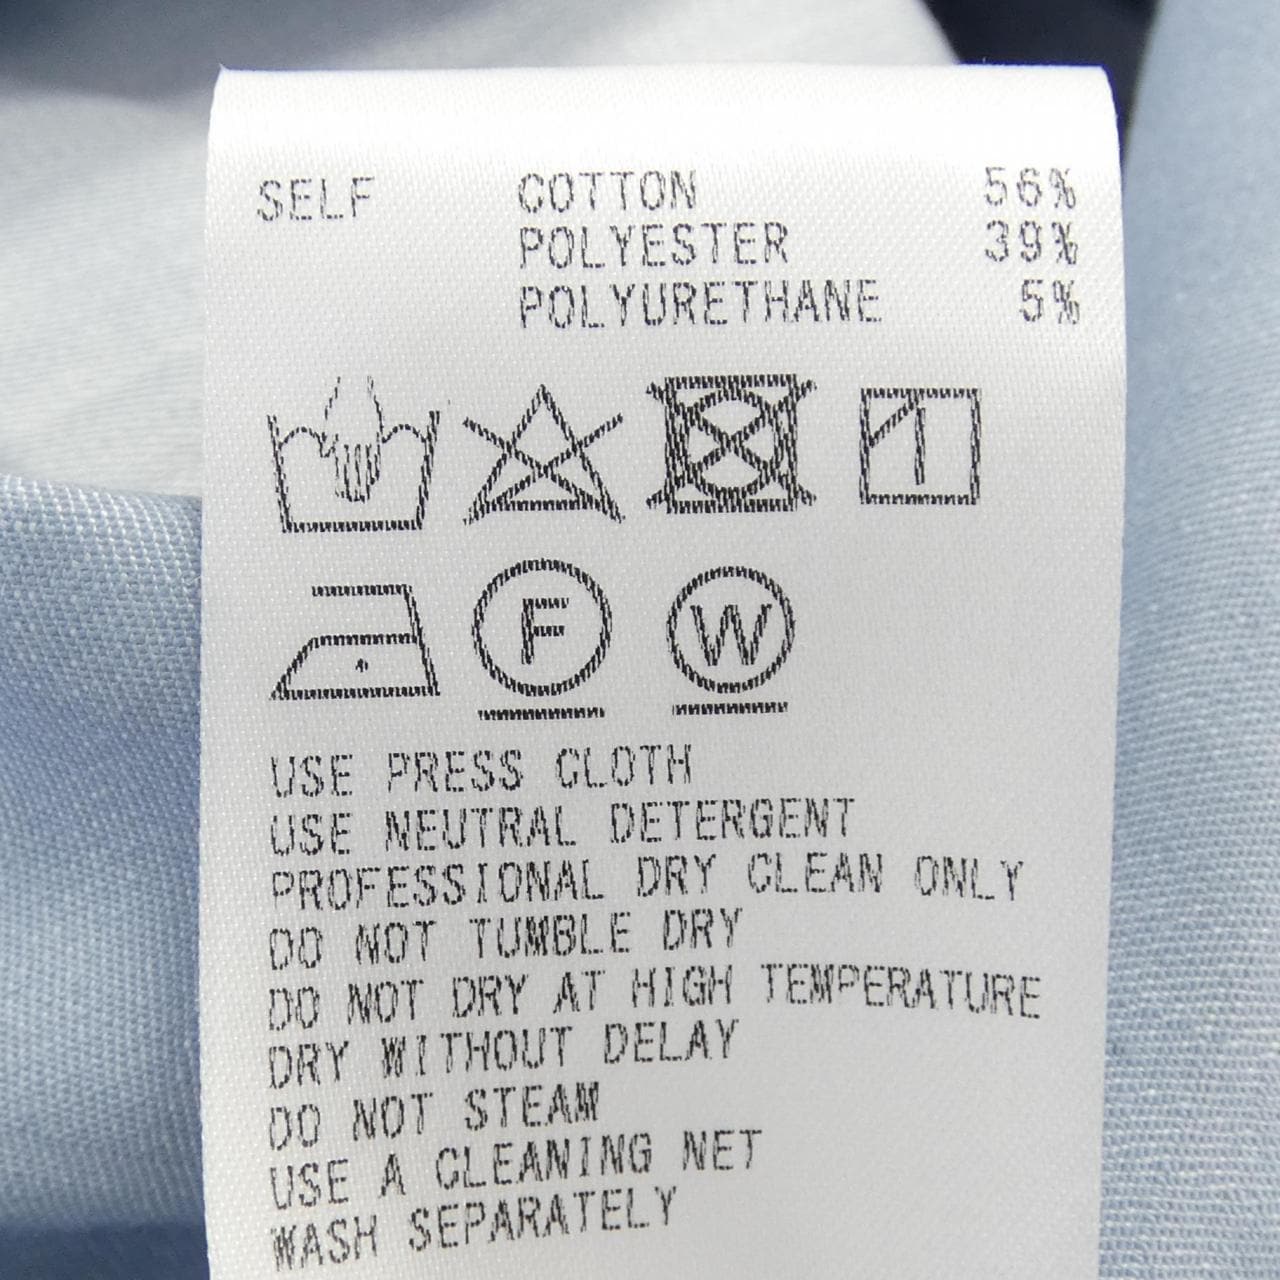 SELF COTTON 56%
POLYESTER 39%
POLYURETHANE 5%
F W
USE PRESS CLOTH
USE NEUTRAL DETERGENT
PROFESSIONAL DRY CLEAN ONLY
DO NOT TUMBLE DRY
DO NOT DRY AT HIGH TEMPERATURE
DRY WITHOUT DELAY
DO NOT STEAM
USE A CLEANING NET
WASH SEPARATELY